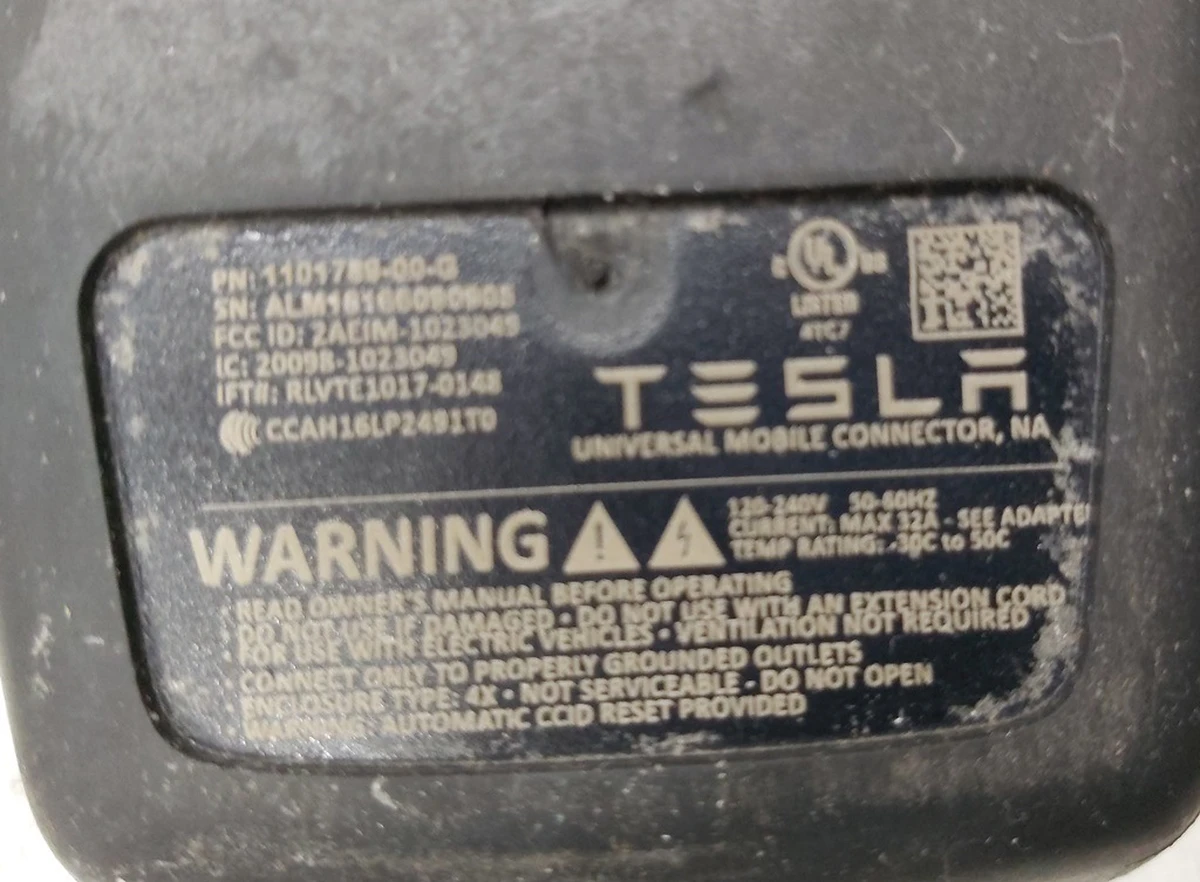 PN: 1101789-00-G
SN:
FCC ID: 2AEIM-1023049
IC: 20098-1023049
IFT#: RLVTE1017-0148
CCAH16LP2491T0
UL
LISTED
41C7
TESLA
UNIVERSAL MOBILE CONNECTOR, NA
WARNING
120-240V 50-60HZ
CURRENT: MAX 32A - SEE ADAPTE
TEMP RATING: -30C to 50C
READ OWNER'S MANUAL BEFORE OPERATING
DO NOT USE IF DAMAGED · DO NOT USE WITH AN EXTENSION CORD
FOR USE WITH ELECTRIC VEHICLES · VENTILATION NOT REQUIRED
CONNECT ONLY TO PROPERLY GROUNDED OUTLETS
ENCLOSURE TYPE: 4X · NOT SERVICEABLE · DO NOT OPEN
WARNING: AUTOMATIC CCID RESET PROVIDED